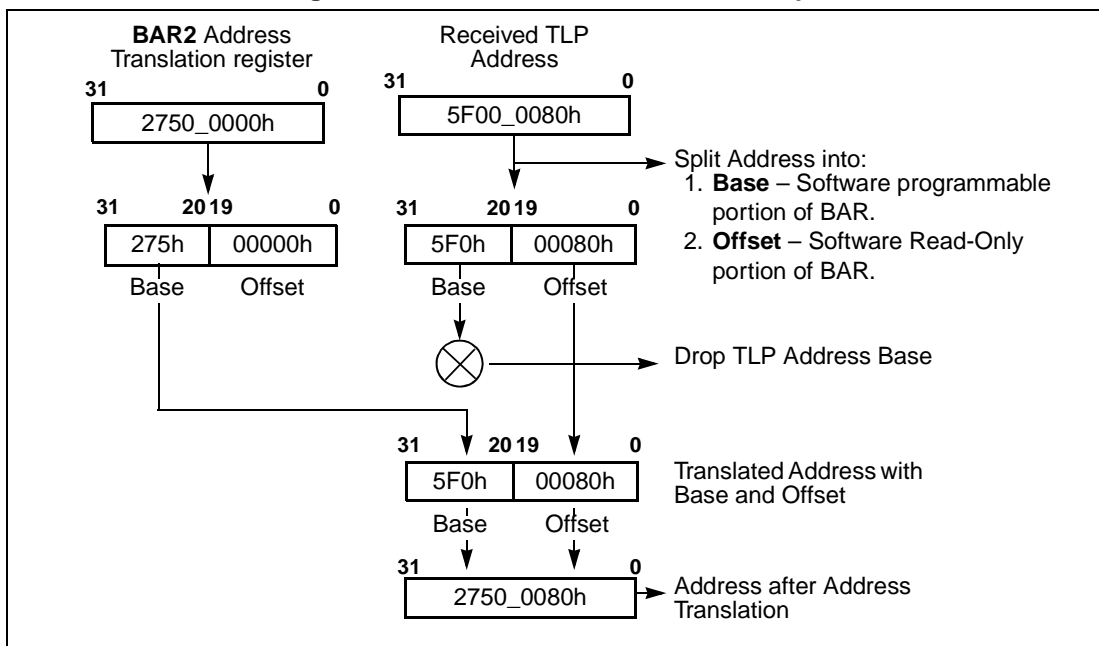 BAR2 Address
Translation register
31 0
2750_0000h
Received TLP
Address
31 0
5F00_0080h
Split Address into:
1. Base – Software programmable
portion of BAR.
2. Offset – Software Read-Only
portion of BAR.
31 20 19 0
275h 00000h
Base Offset
31 20 19 0
5F0h 00080h
Base Offset
Drop TLP Address Base
31 20 19 0
5F0h 00080h
Base Offset
Translated Address with
Base and Offset
31 0
2750_0080h
Address after Address
Translation